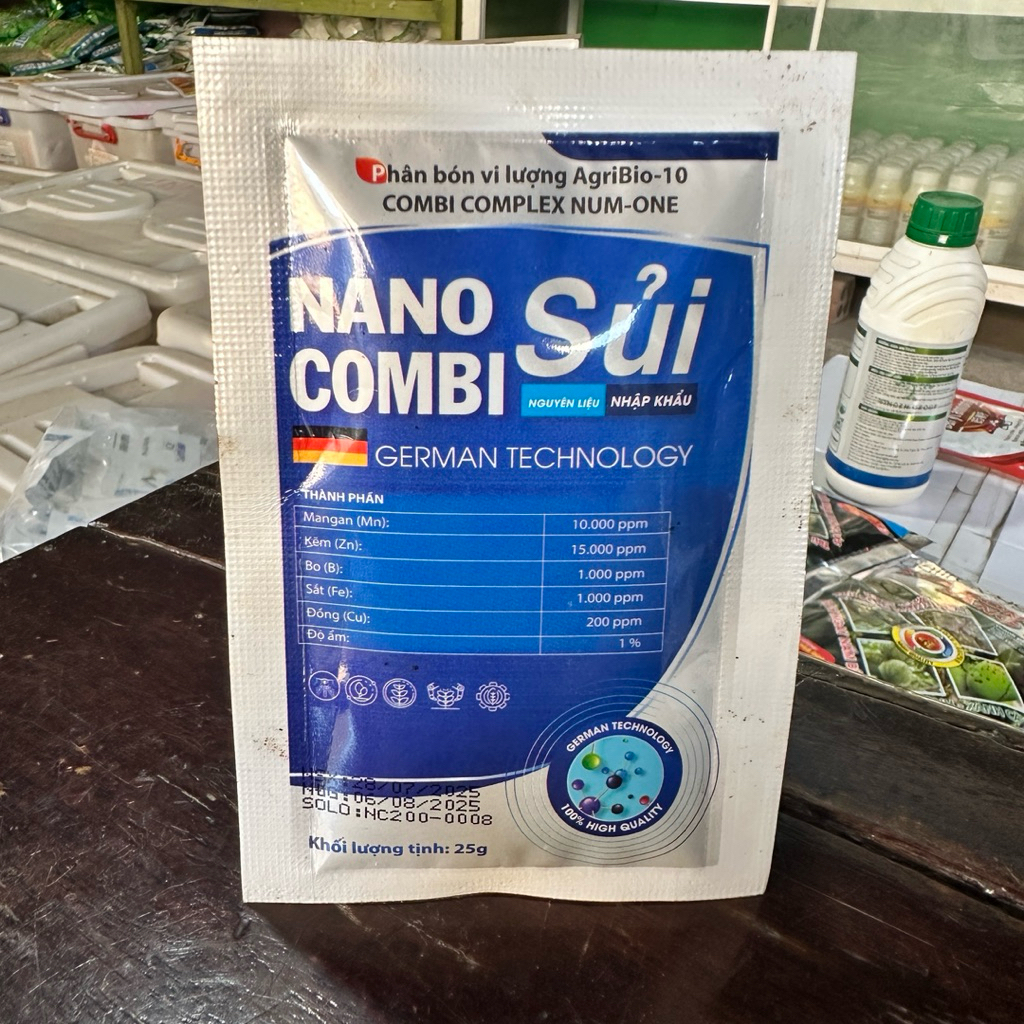 Phân bón vi lượng AgriBio-10
COMBI COMPLEX NUM-ONE
NANO
COMBI
Sủi
NGUYÊN LIỆU NHẬP KHẨU
GERMAN TECHNOLOGY
THÀNH PHẦN
Mangan (Mn): 10.000 ppm
Kẽm (Zn): 15.000 ppm
Bo (B): 1.000 ppm
Sắt (Fe): 1.000 ppm
Đồng (Cu): 200 ppm
Độ ẩm: 1 %
GERMAN TECHNOLOGY
100% HIGH QUALITY
28/07/2025
06/08/2025
SOLO:NC200-0008
Khối lượng tịnh: 25g